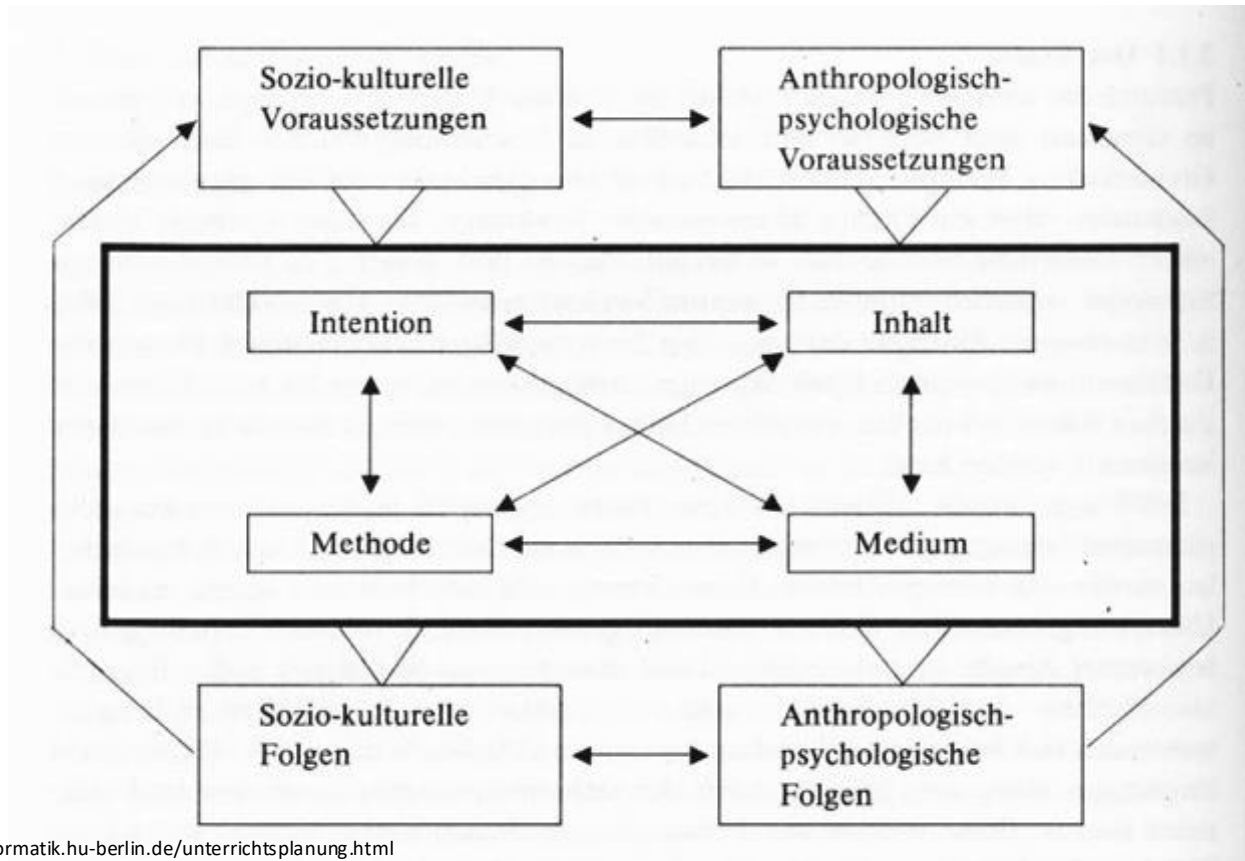 Sozio-kulturelle
Voraussetzungen
Anthropologisch-
psychologische
Voraussetzungen
Intention
Inhalt
Methode
Medium
Sozio-kulturelle
Folgen
Anthropologisch-
psychologische
Folgen
ormatik.hu-berlin.de/unterrichtsplanung.html